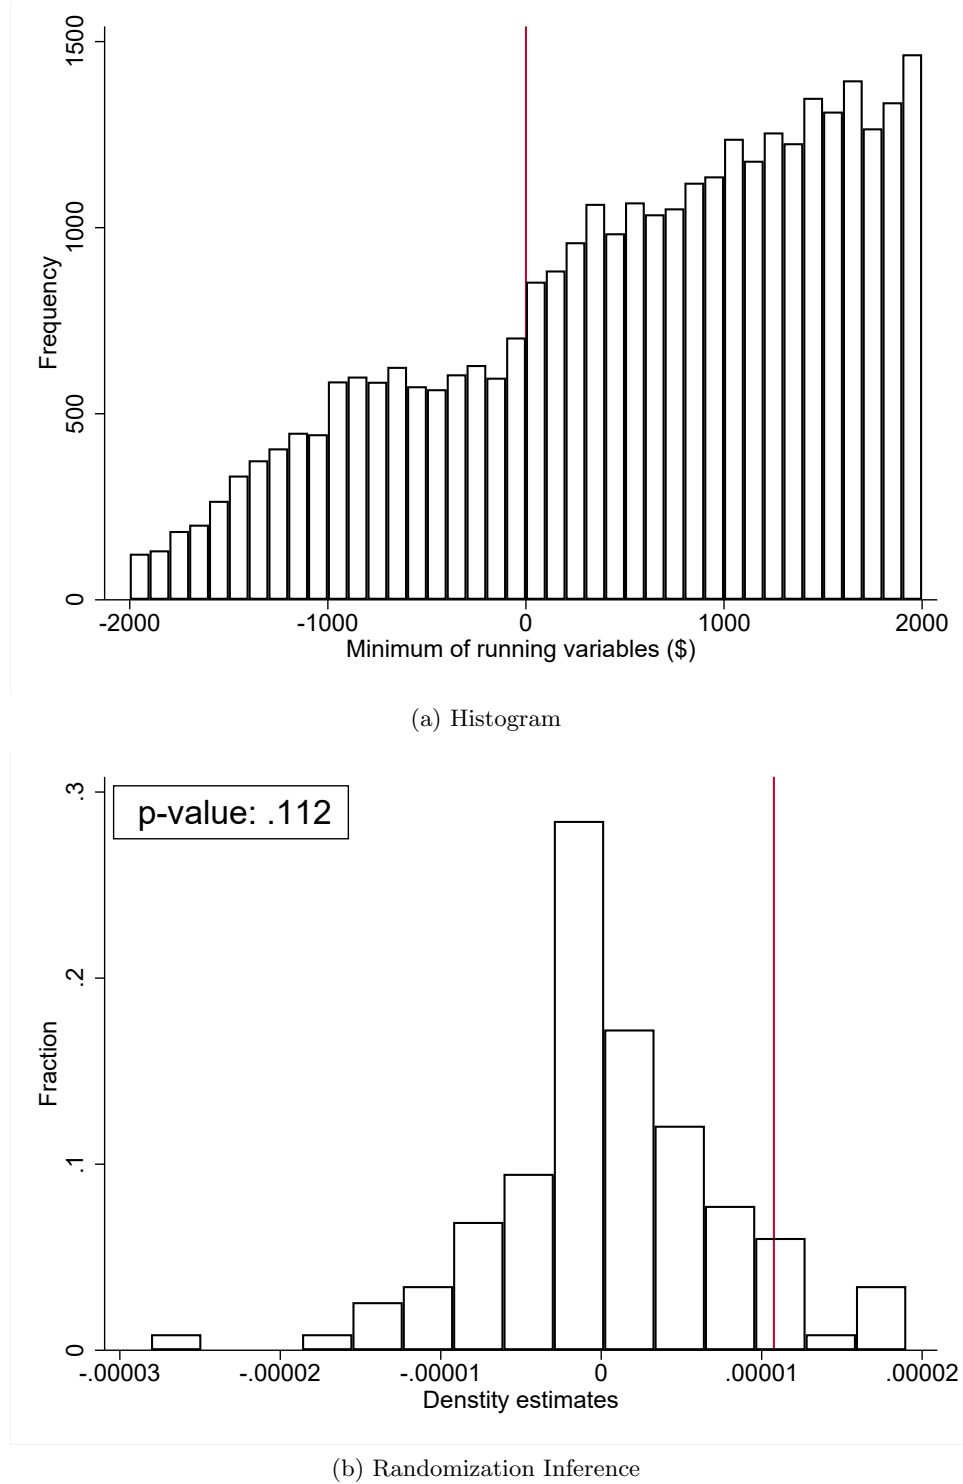 1500
1000
500
0
Frequency
-2000 -1000 0 1000 2000
Minimum of running variables ($)
(a) Histogram
p-value: .112
.3
.2
.1
0
Fraction
-.00003 -.00002 -.00001 0 .00001 .00002
Denstity estimates
(b) Randomization Inference